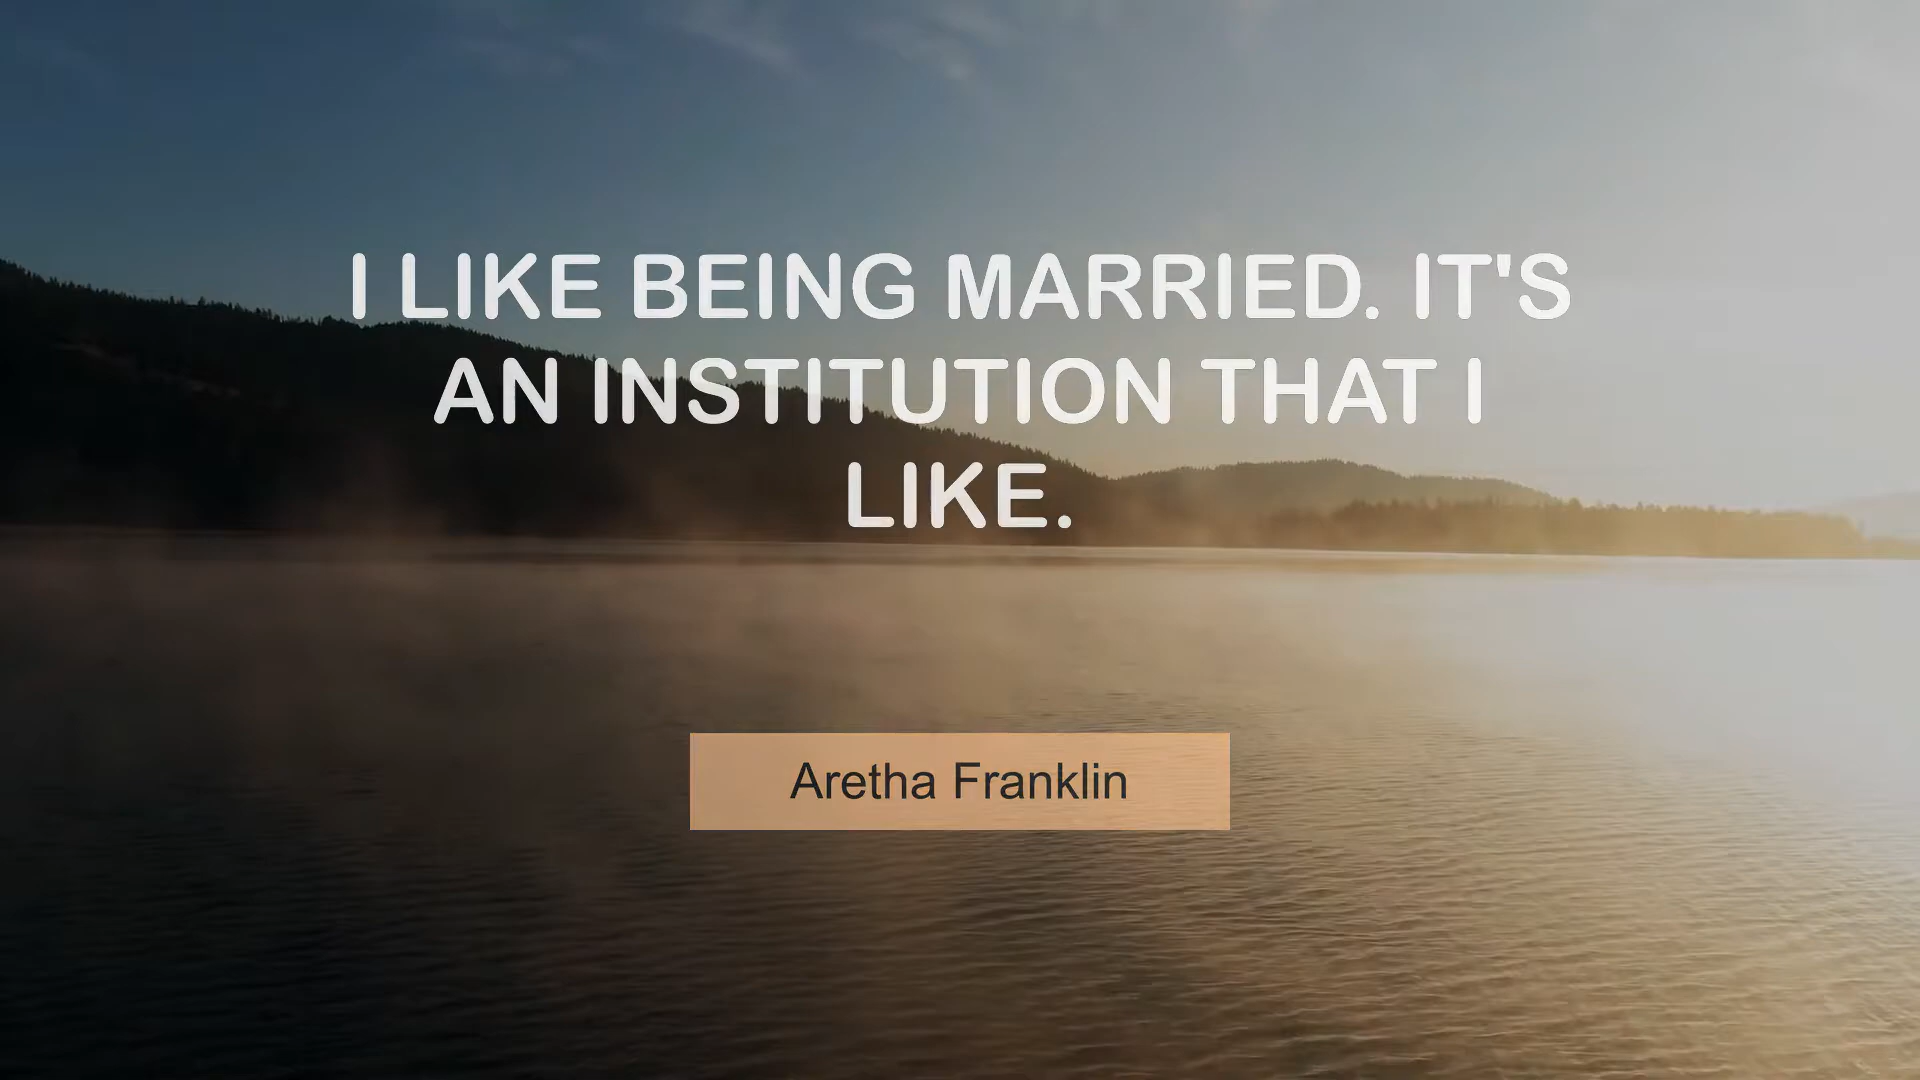 I LIKE BEING MARRIED. IT'S
AN INSTITUTION THAT I
LIKE.
Aretha Franklin